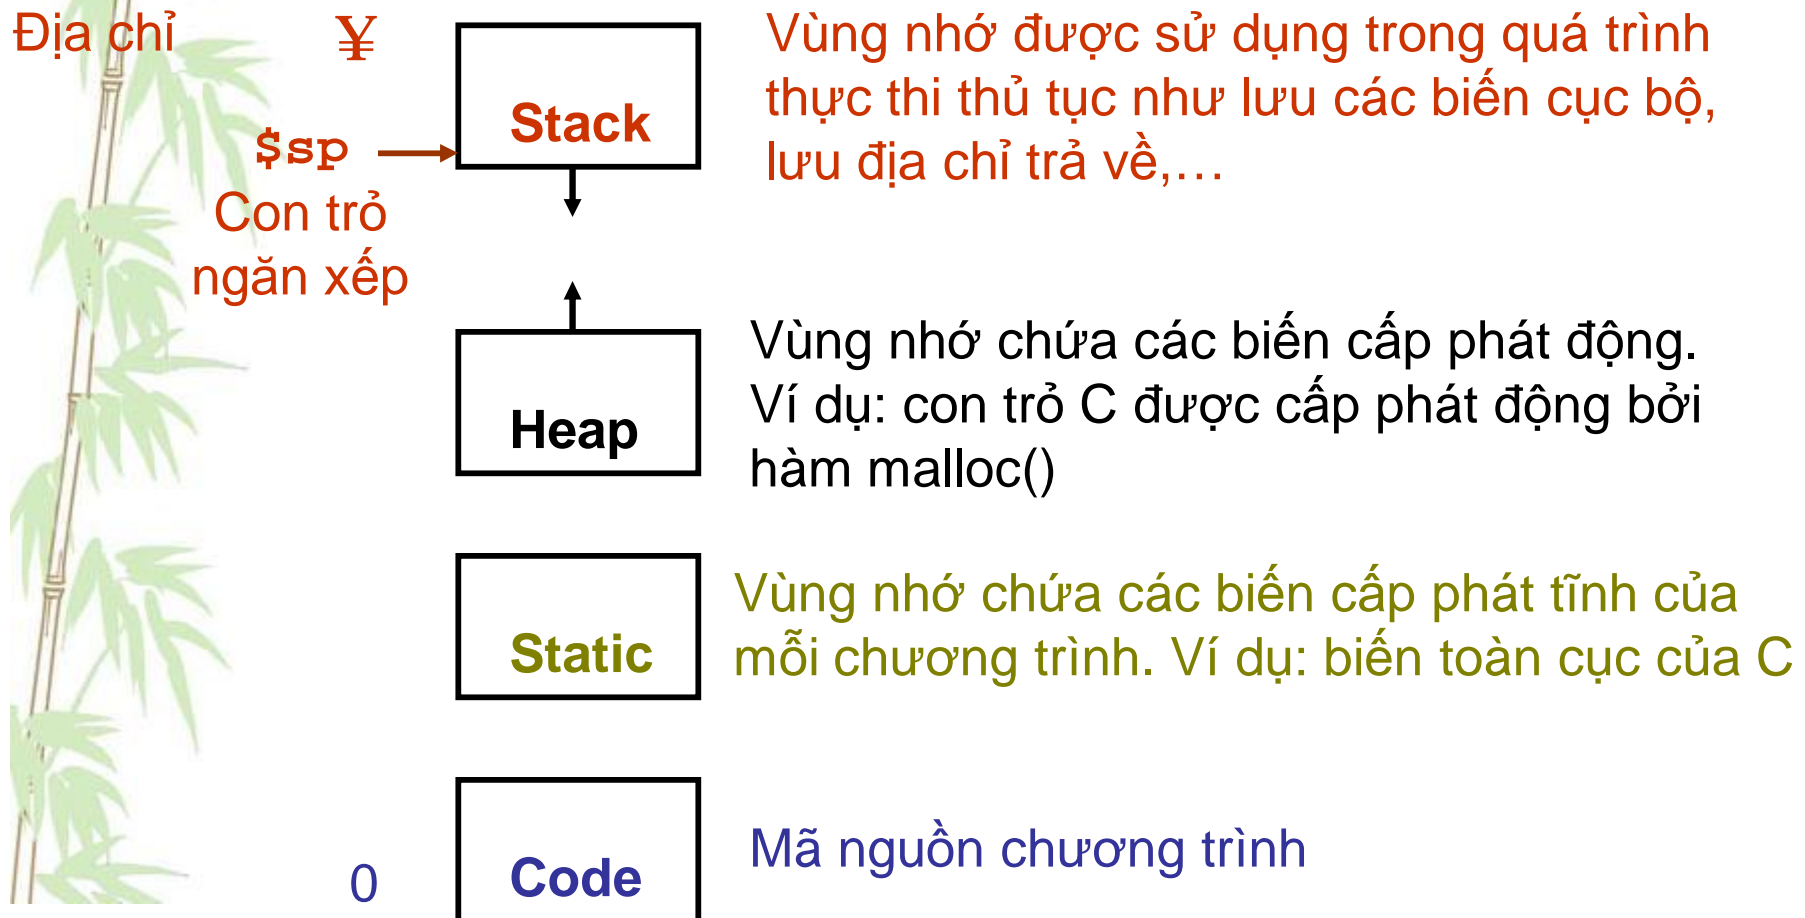 Địa chỉ
¥
Stack
Vùng nhớ được sử dụng trong quá trình
thực thi thủ tục như lưu các biến cục bộ,
lưu địa chỉ trả về,…
$sp
Con trỏ
ngăn xếp
Heap
Vùng nhớ chứa các biến cấp phát động.
Ví dụ: con trỏ C được cấp phát động bởi
hàm malloc()
Static
Vùng nhớ chứa các biến cấp phát tĩnh của
mỗi chương trình. Ví dụ: biến toàn cục của C
0
Code
Mã nguồn chương trình